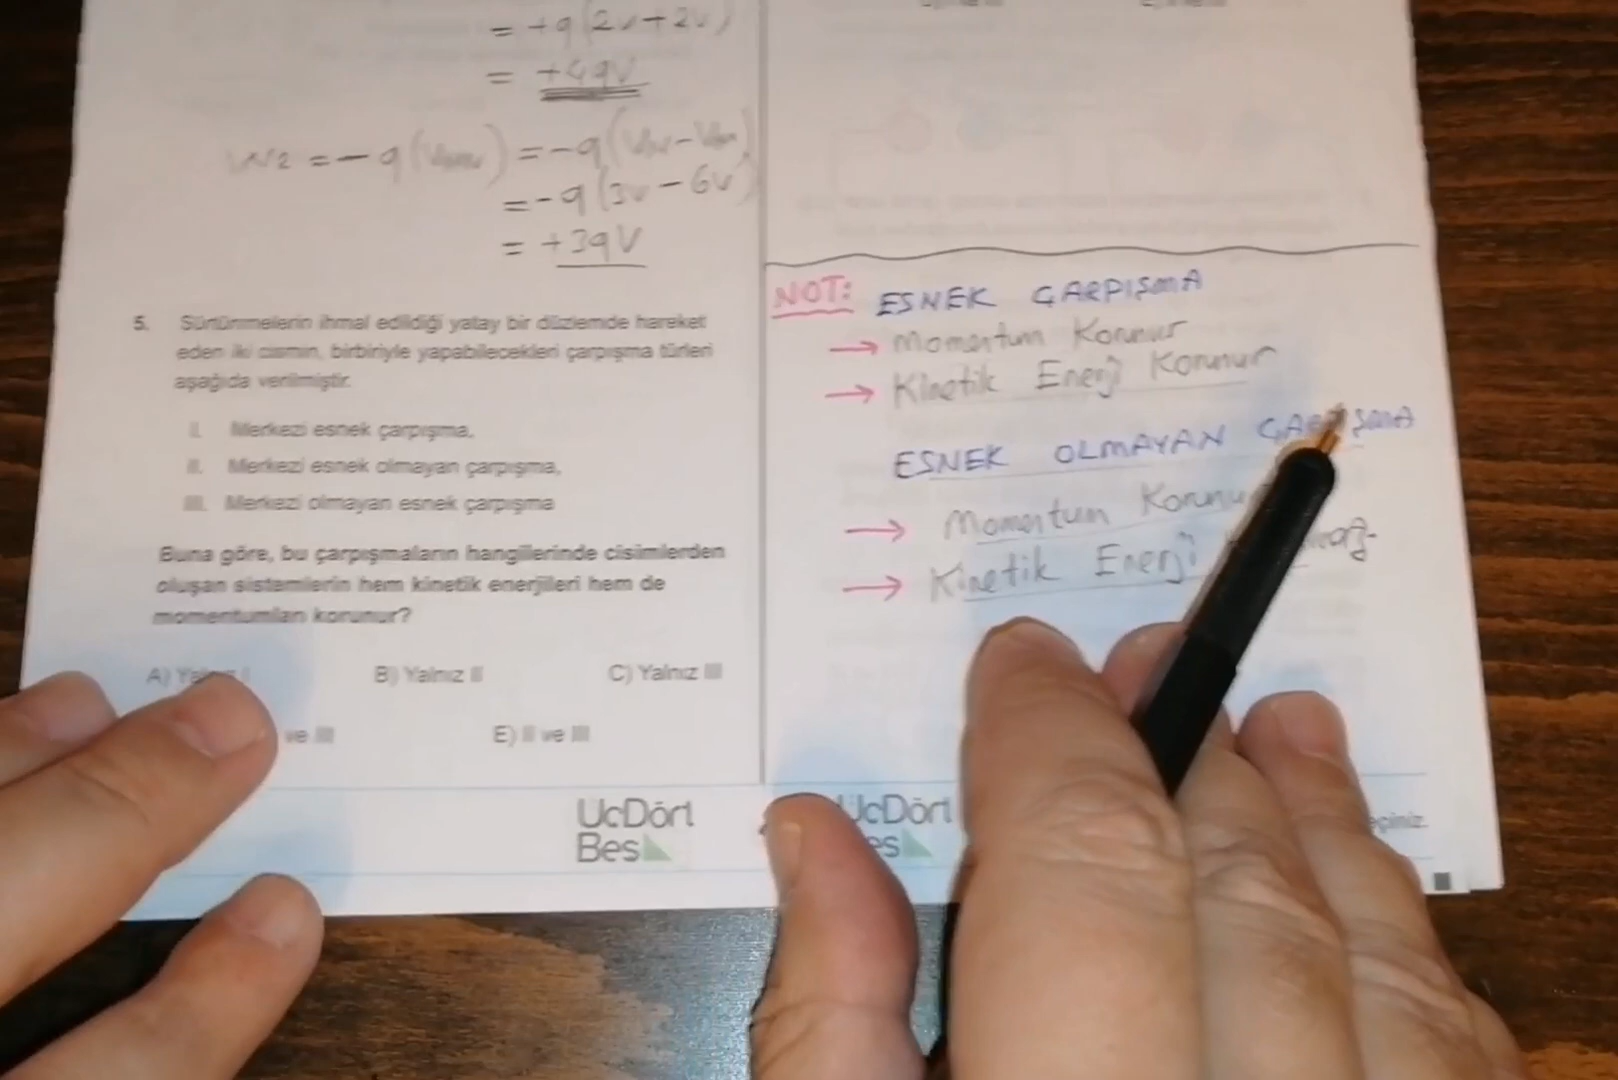 = +q(2v+2v)
= +4qV
W2 = -q(
) = -q(
= -q(3v - 6v)
= +3qV
5. Sürtünmelerin ihmal edildiği yatay bir düzlemde hareket
eden iki cismin, birbiriyle yapabilecekleri çarpışma türleri
aşağıda verilmiştir.
I. Merkezi esnek çarpışma,
II. Merkezi esnek olmayan çarpışma,
III. Merkezi olmayan esnek çarpışma
Buna göre, bu çarpışmaların hangilerinde cisimlerden
oluşan sistemlerin hem kinetik enerjileri hem de
momentumları korunur?
A) I
B) Yalnız II
C) Yalnız III
ve III
E) II ve III
UcDört
Bes
NOT: ESNEK ÇARPIŞMA
→ Momentum Korunur
→ Kinetik Enerji Korunur
ESNEK OLMAYAN ÇARPIŞMA
→ Momentum Korunu
→ Kinetik Enerji
UcDört
es